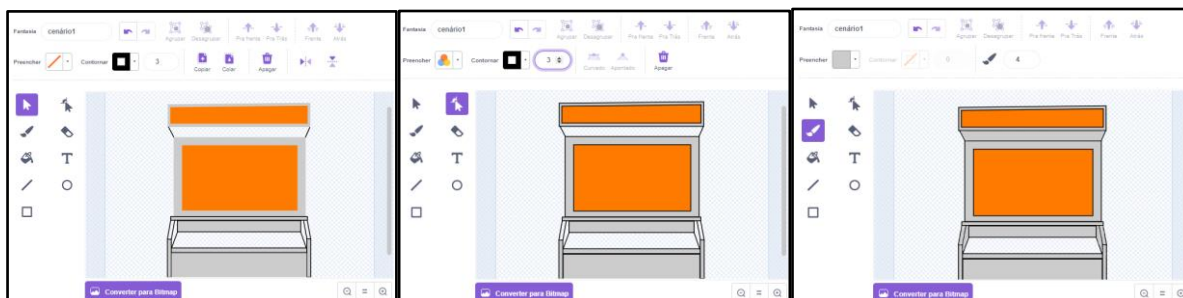 Fantasia cenário1 Agrupar Desagrupar Pra frente Pra Trás Frente Atrás
Preencher Contornar 3 Copiar Colar Apagar
T
Converter para Bitmap
Fantasia cenário1 Agrupar Desagrupar Pra frente Pra Trás Frente Atrás
Preencher Contornar 3 Curvado Apontado Apagar
T
Converter para Bitmap
Fantasia cenário1 Agrupar Desagrupar Pra frente Pra Trás Frente Atrás
Preencher Contornar 0 4
T
Converter para Bitmap